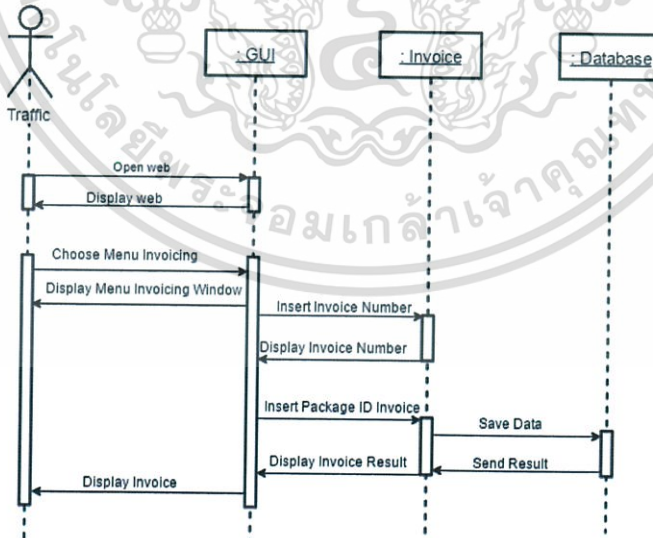 : GUI
: Invoice
: Database
Traffic
Open web
Display web
Choose Menu Invoicing
Display Menu Invoicing Window
Insert Invoice Number
Display Invoice Number
Insert Package ID Invoice
Save Data
Display Invoice Result
Send Result
Display Invoice